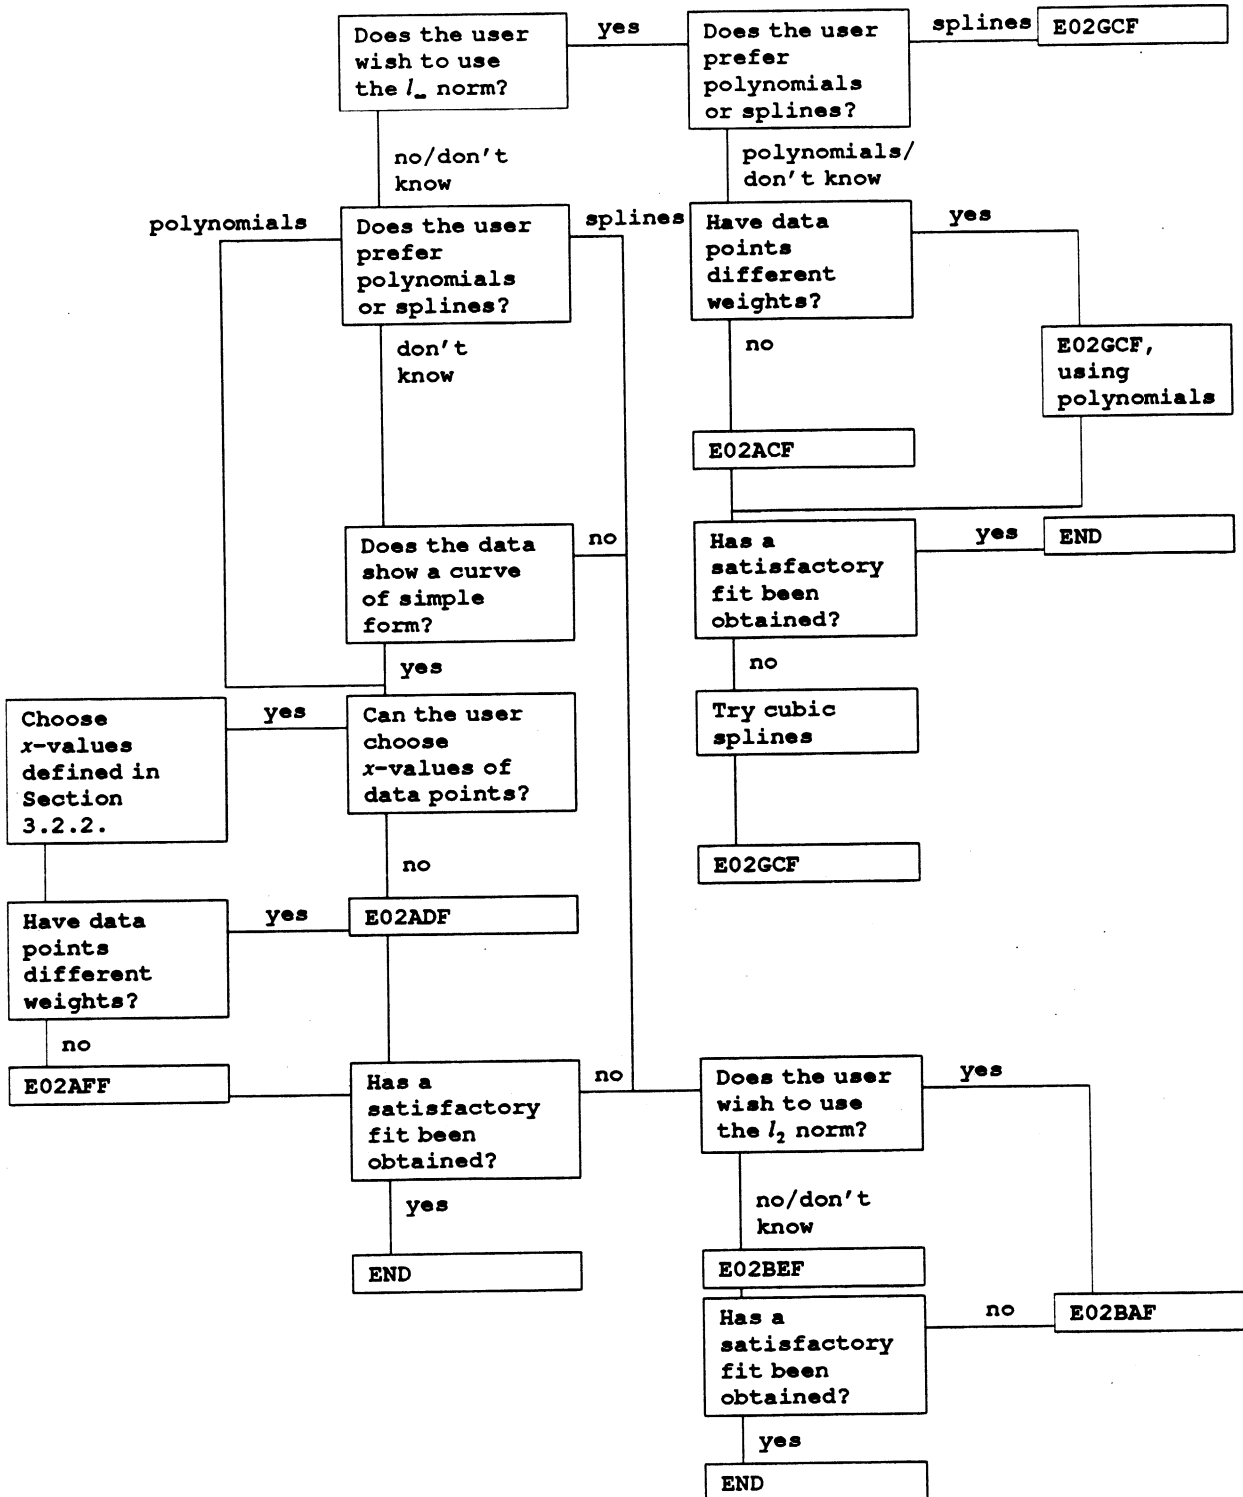 Does the user
wish to use
the l∞ norm?
yes
Does the user
prefer
polynomials
or splines?
splines
E02GCF
no/don't
know
polynomials/
don't know
polynomials
Does the user
prefer
polynomials
or splines?
splines
Have data
points
different
weights?
yes
don't
know
no
E02GCF,
using
polynomials
E02ACF
Does the data
show a curve
of simple
form?
no
Has a
satisfactory
fit been
obtained?
yes
END
yes
no
Choose
x-values
defined in
Section
3.2.2.
yes
Can the user
choose
x-values of
data points?
Try cubic
splines
no
E02GCF
Have data
points
different
weights?
yes
E02ADF
no
E02AFF
Has a
satisfactory
fit been
obtained?
no
Does the user
wish to use
the l2 norm?
yes
yes
no/don't
know
END
E02BEF
Has a
satisfactory
fit been
obtained?
no
E02BAF
yes
END